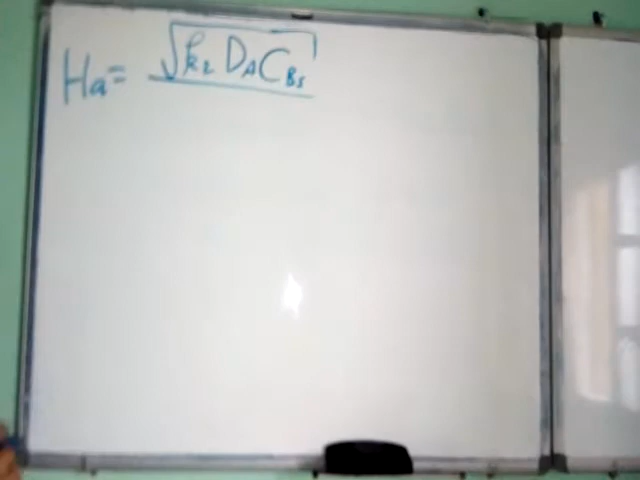 Ha = √k₂ D_A C_Bs